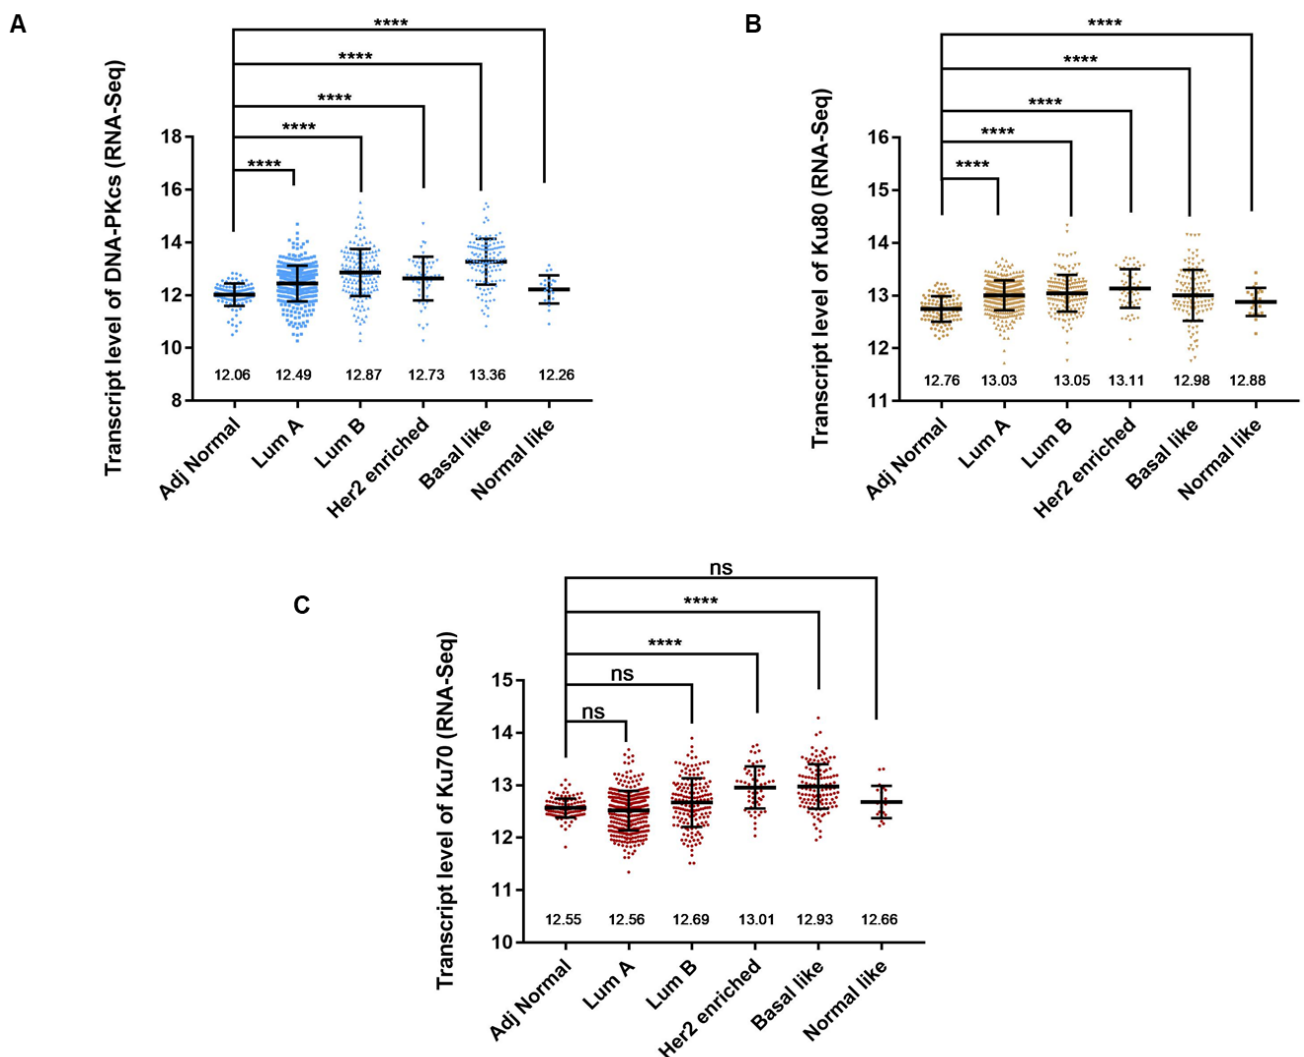 A
Transcript level of DNA-PKcs (RNA-Seq)
****
****
****
****
****
18
16
14
12
10
8
12.06 12.49 12.87 12.73 13.36 12.26
Adj Normal
Lum A
Lum B
Her2 enriched
Basal like
Normal like
B
Transcript level of Ku80 (RNA-Seq)
****
****
****
****
****
16
15
14
13
12
11
12.76 13.03 13.05 13.11 12.98 12.88
Adj Normal
Lum A
Lum B
Her2 enriched
Basal like
Normal like
C
Transcript level of Ku70 (RNA-Seq)
ns
****
****
ns
ns
15
14
13
12
11
10
12.55 12.56 12.69 13.01 12.93 12.66
Adj Normal
Lum A
Lum B
Her2 enriched
Basal like
Normal like